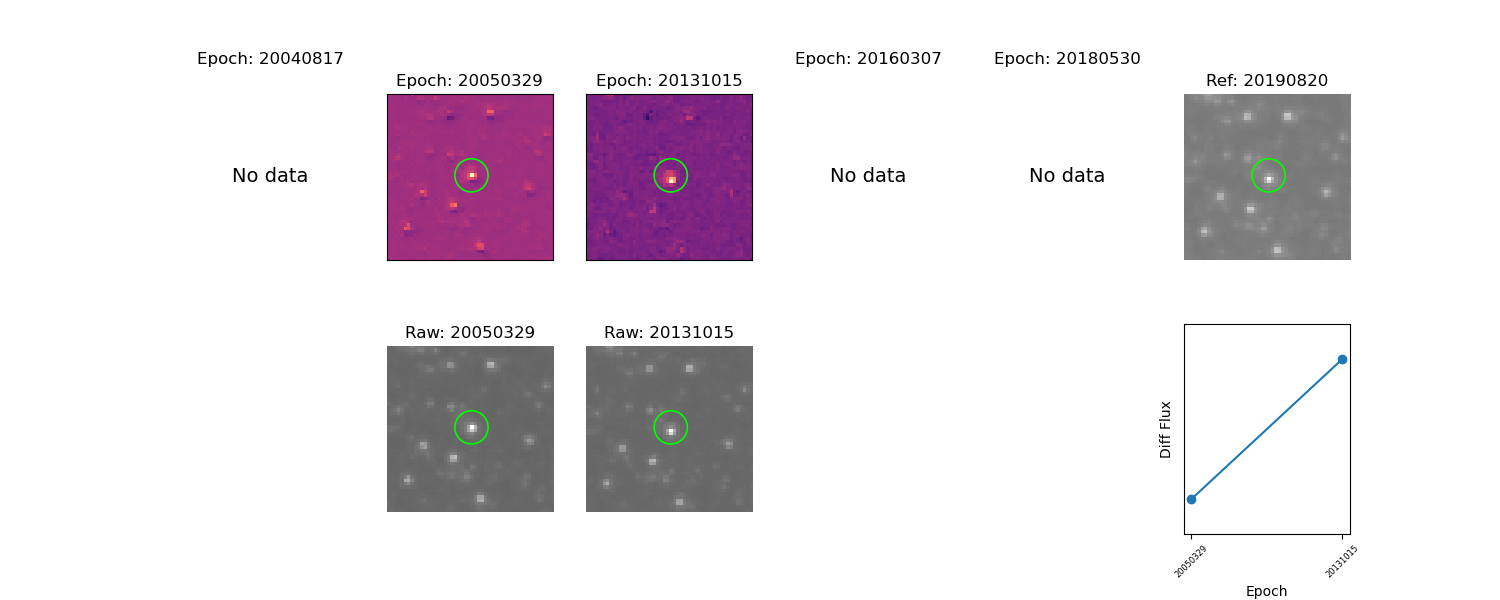 Epoch: 20040817
Epoch: 20050329
Epoch: 20131015
Epoch: 20160307
Epoch: 20180530
Ref: 20190820
No data
No data
No data
Raw: 20050329
Raw: 20131015
Diff Flux
20050329
20131015
Epoch